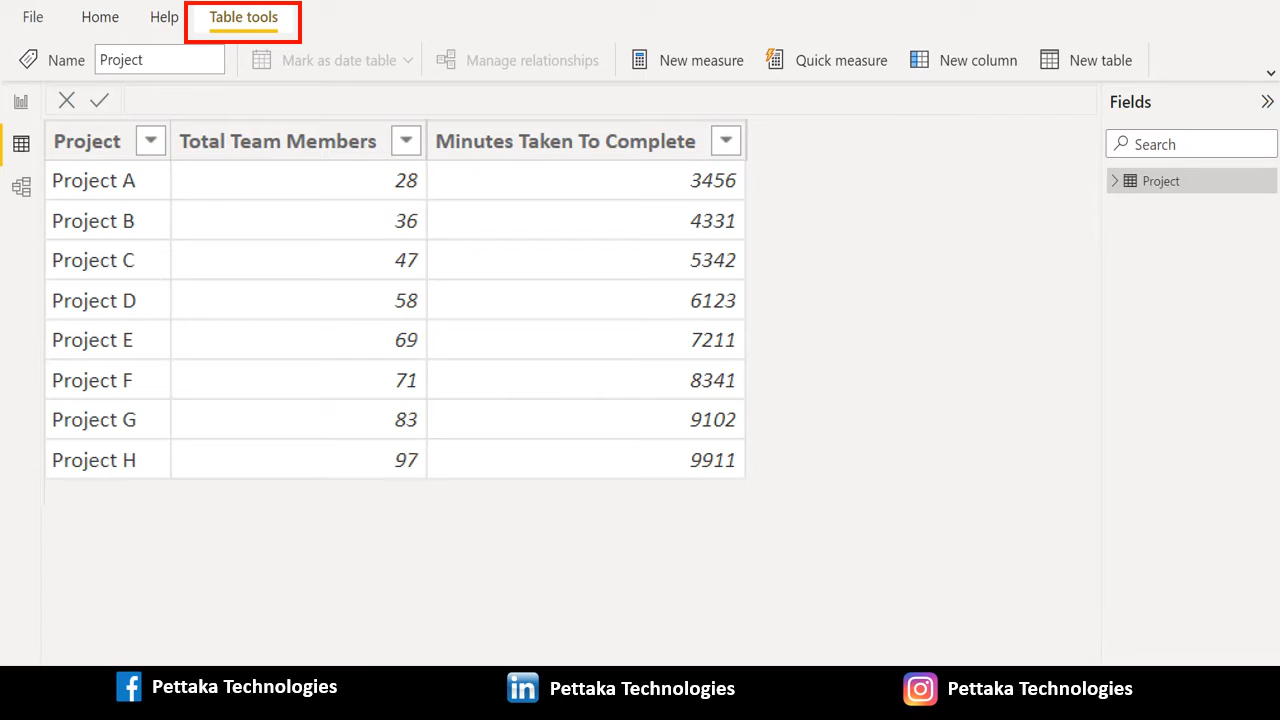 File Home Help Table tools
Name Project Mark as date table Manage relationships New measure Quick measure New column New table
Fields
Search
Project
Project Total Team Members Minutes Taken To Complete
Project A 28 3456
Project B 36 4331
Project C 47 5342
Project D 58 6123
Project E 69 7211
Project F 71 8341
Project G 83 9102
Project H 97 9911
Pettaka Technologies Pettaka Technologies Pettaka Technologies